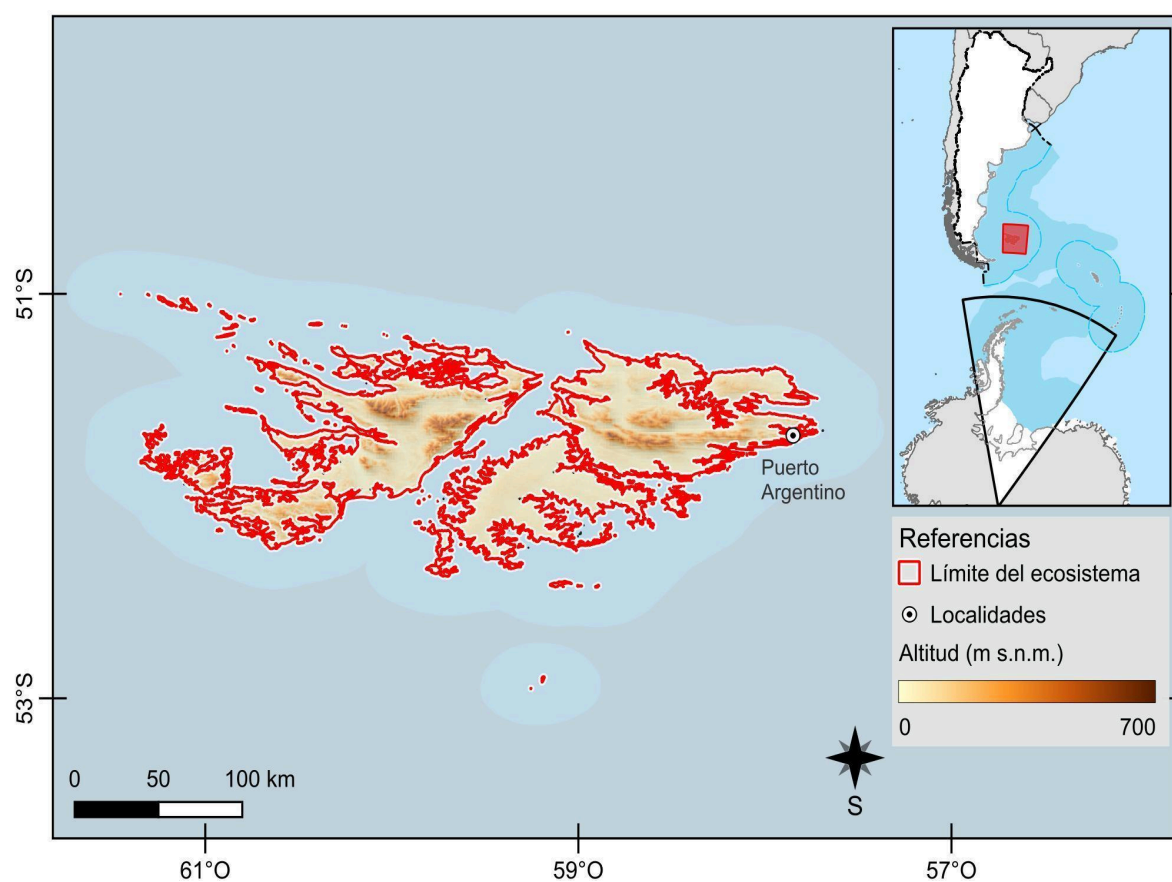 51°S
53°S
Puerto
Argentino
0 50 100 km
S
61°O 59°O 57°O
Referencias
Límite del ecosistema
Localidades
Altitud (m s.n.m.)
0 700